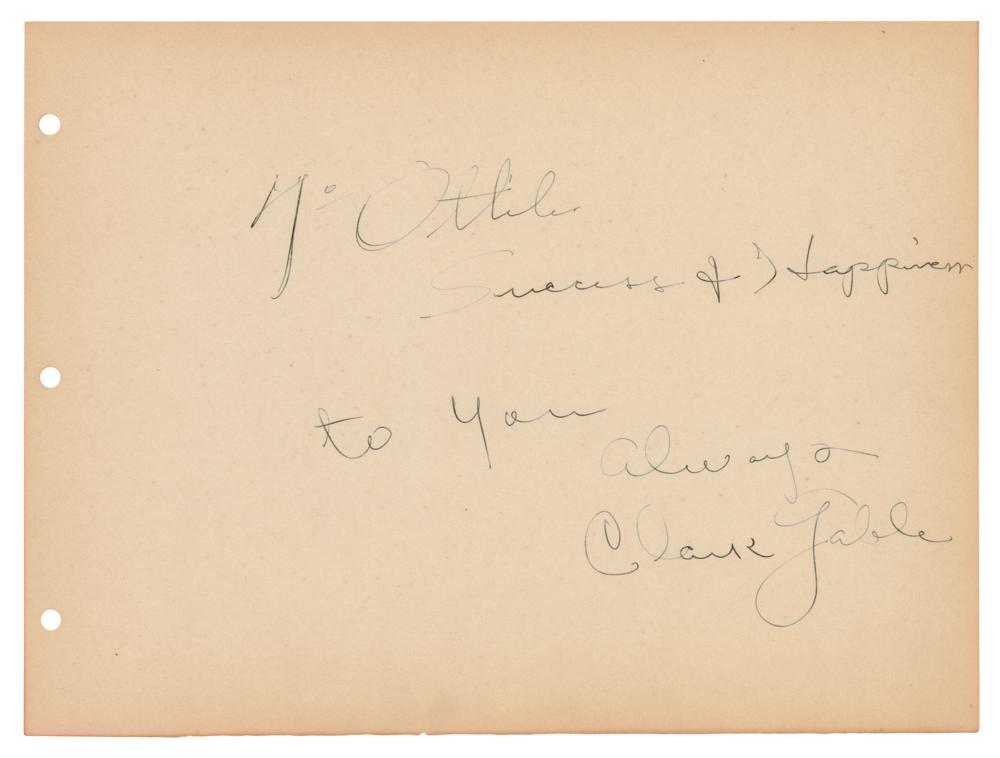 To Ottilie
Success & Happiness
to you
Always
Clark Gable